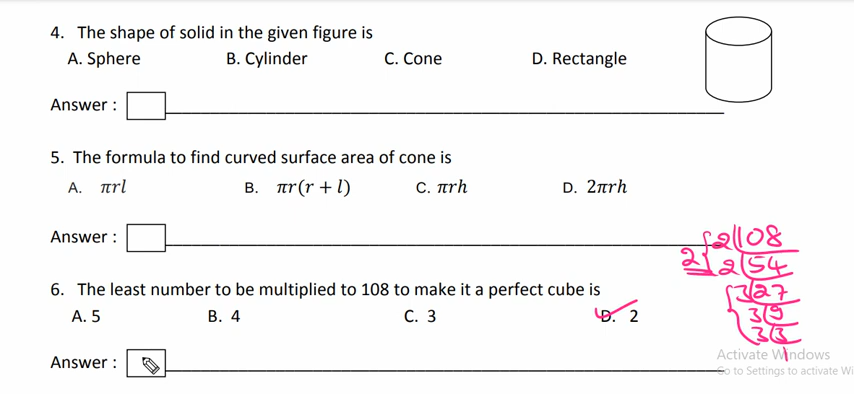 4. The shape of solid in the given figure is
A. Sphere B. Cylinder C. Cone D. Rectangle
Answer :
5. The formula to find curved surface area of cone is
A. πrl B. πr(r + l) C. πrh D. 2πrh
Answer :
6. The least number to be multiplied to 108 to make it a perfect cube is
A. 5 B. 4 C. 3 D. 2
Answer :
2 108
2 2 54
3 27
3 9
3 3
1
Activate Windows
Go to Settings to activate Wi